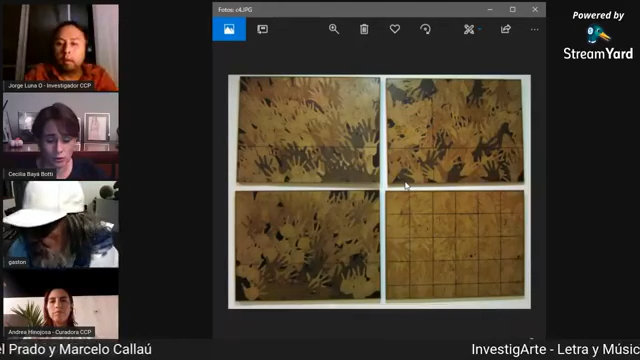 Fotos: c4.JPG
Powered by
StreamYard
Jorge Luna O - Investigador CCP
Cecilia Baya Botti
gaston
Andrea Hinojosa - Curadora CCP
el Prado y Marcelo Callaú
InvestigArte - Letra y Músic